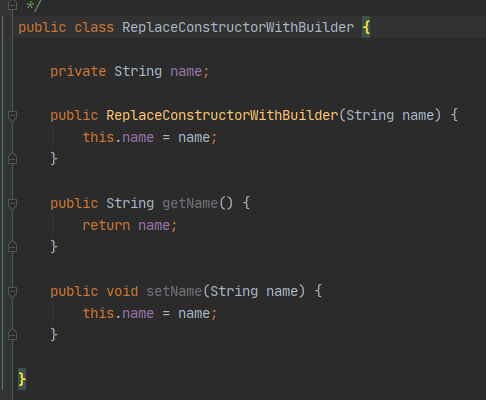 */
public class ReplaceConstructorWithBuilder {
private String name;
public ReplaceConstructorWithBuilder(String name) {
this.name = name;
}
public String getName() {
return name;
}
public void setName(String name) {
this.name = name;
}
}